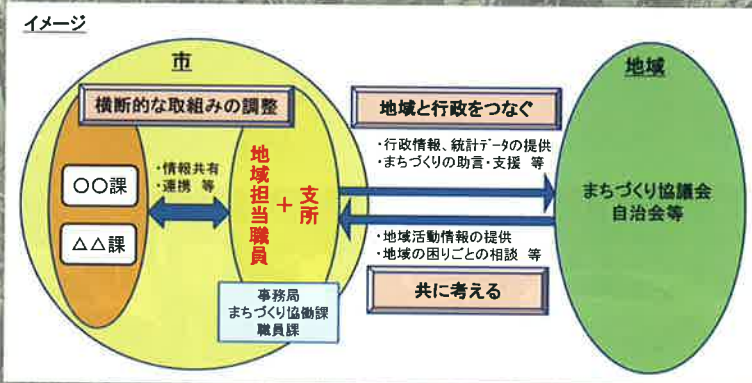 イメージ
市
横断的な取組みの調整
○○課
△△課
・情報共有
・連携 等
地域担当職員
＋
支所
事務局
まちづくり協働課
職員課
地域と行政をつなぐ
・行政情報、統計データの提供
・まちづくりの助言・支援 等
・地域活動情報の提供
・地域の困りごとの相談 等
共に考える
地域
まちづくり協議会
自治会等